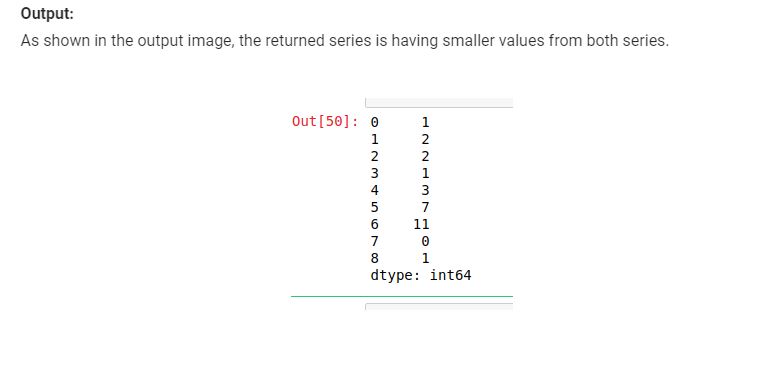 Output:
As shown in the output image, the returned series is having smaller values from both series.
Out[50]: 0 1
1 2
2 2
3 1
4 3
5 7
6 11
7 0
8 1
dtype: int64